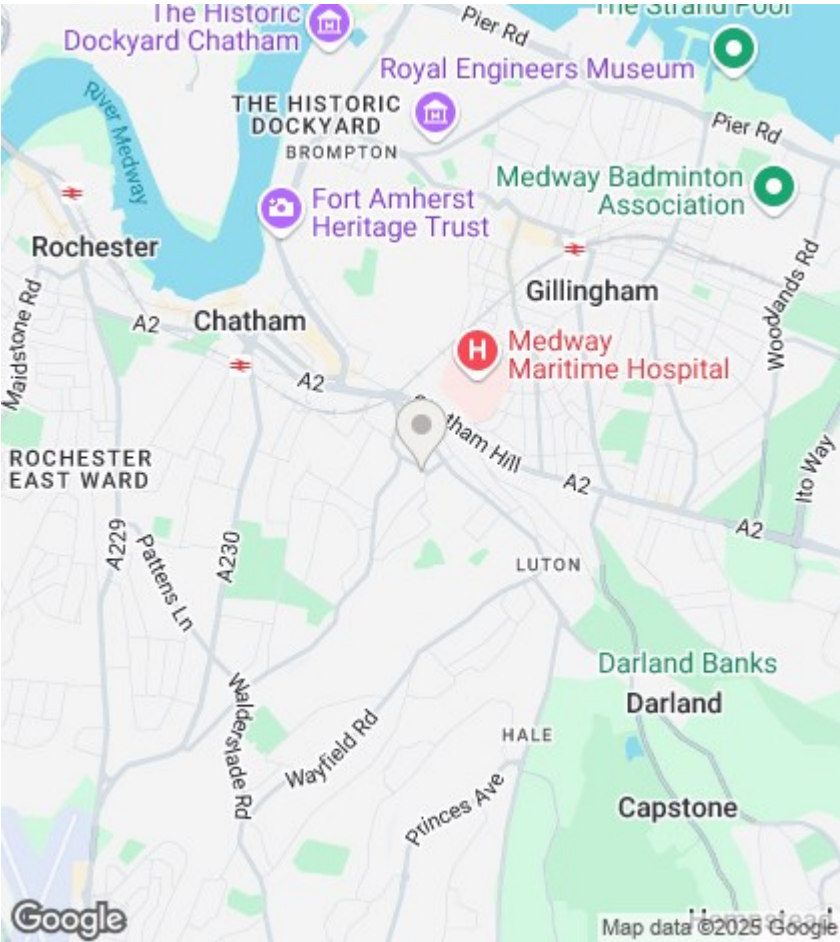 The Historic
Dockyard Chatham
Pier Rd
The Strand Pool
Royal Engineers Museum
River Medway
THE HISTORIC
DOCKYARD
BROMPTON
Pier Rd
Medway Badminton
Association
Fort Amherst
Heritage Trust
Rochester
Gillingham
Woodlands Rd
Maidstone Rd
A2
Chatham
H
Medway
Maritime Hospital
A2
Chatham Hill
ROCHESTER
EAST WARD
A2
Ito Way
A2
A229
Pattens Ln
A230
LUTON
Darland Banks
Darland
Walderslade Rd
Wayfield Rd
HALE
Princes Ave
Capstone
Hempstead
Google
Map data ©2025 Google